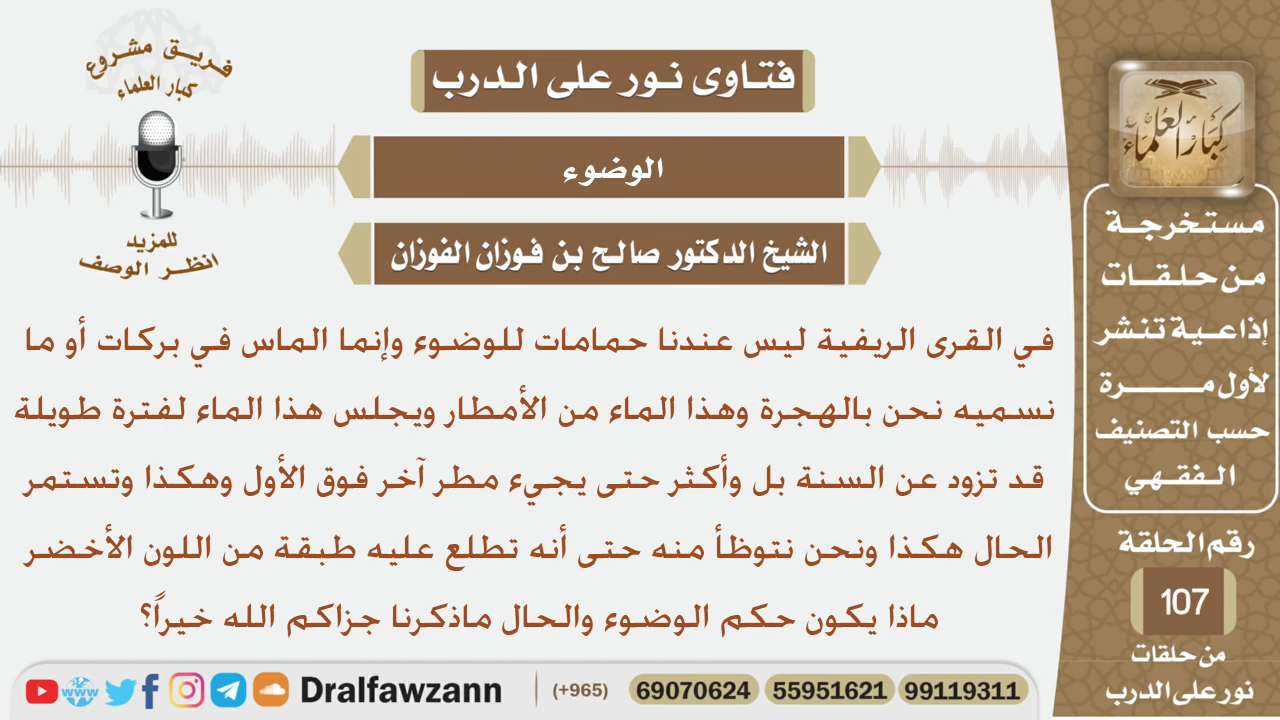 فريق مشروع
كبار العلماء
للمزيد
انظر الوصف
فتاوى نور على الدرب
الوضوء
الشيخ الدكتور صالح بن فوزان الفوزان
في القرى الريفية ليس عندنا حمامات للوضوء وإنما الماس في بركات أو ما
نسميه نحن بالهجرة وهذا الماء من الأمطار ويجلس هذا الماء لفترة طويلة
قد تزود عن السنة بل وأكثر حتى يجيء مطر آخر فوق الأول وهكذا وتستمر
الحال هكذا ونحن نتوظأ منه حتى أنه تطلع عليه طبقة من اللون الأخضر
ماذا يكون حكم الوضوء والحال ماذكرنا جزاكم الله خيراً؟
كبار العلماء
مستخرجة
من حلقات
إذاعية تنشر
لأول مرة
حسب التصنيف
الفقهي
رقم الحلقة
107
من حلقات
نور على الدرب
www
Dralfawzann
(+965) 69070624 55951621 99119311